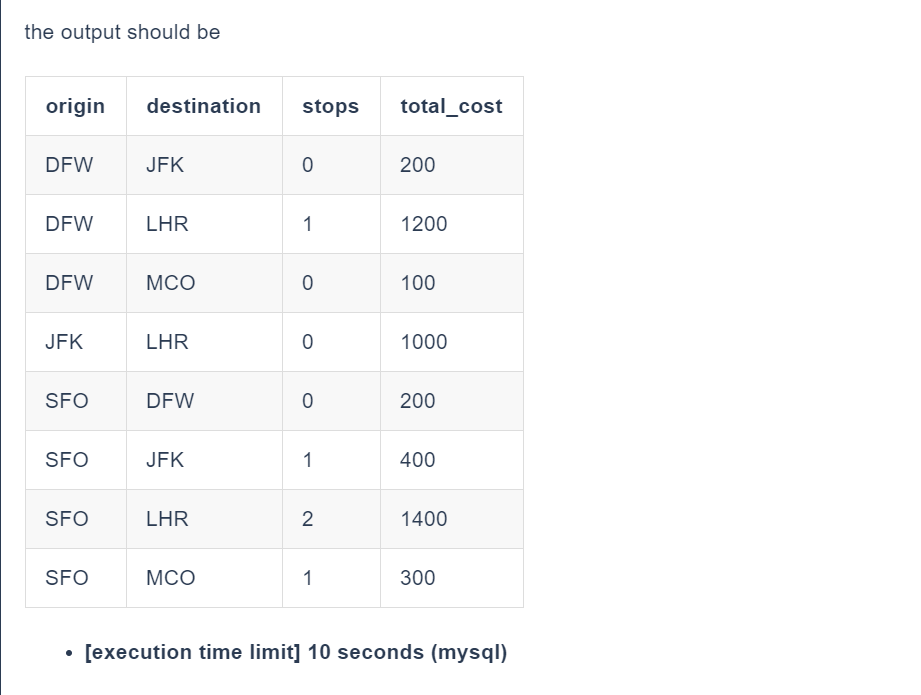 the output should be
origin destination stops total_cost
DFW JFK 0 200
DFW LHR 1 1200
DFW MCO 0 100
JFK LHR 0 1000
SFO DFW 0 200
SFO JFK 1 400
SFO LHR 2 1400
SFO MCO 1 300
• [execution time limit] 10 seconds (mysql)